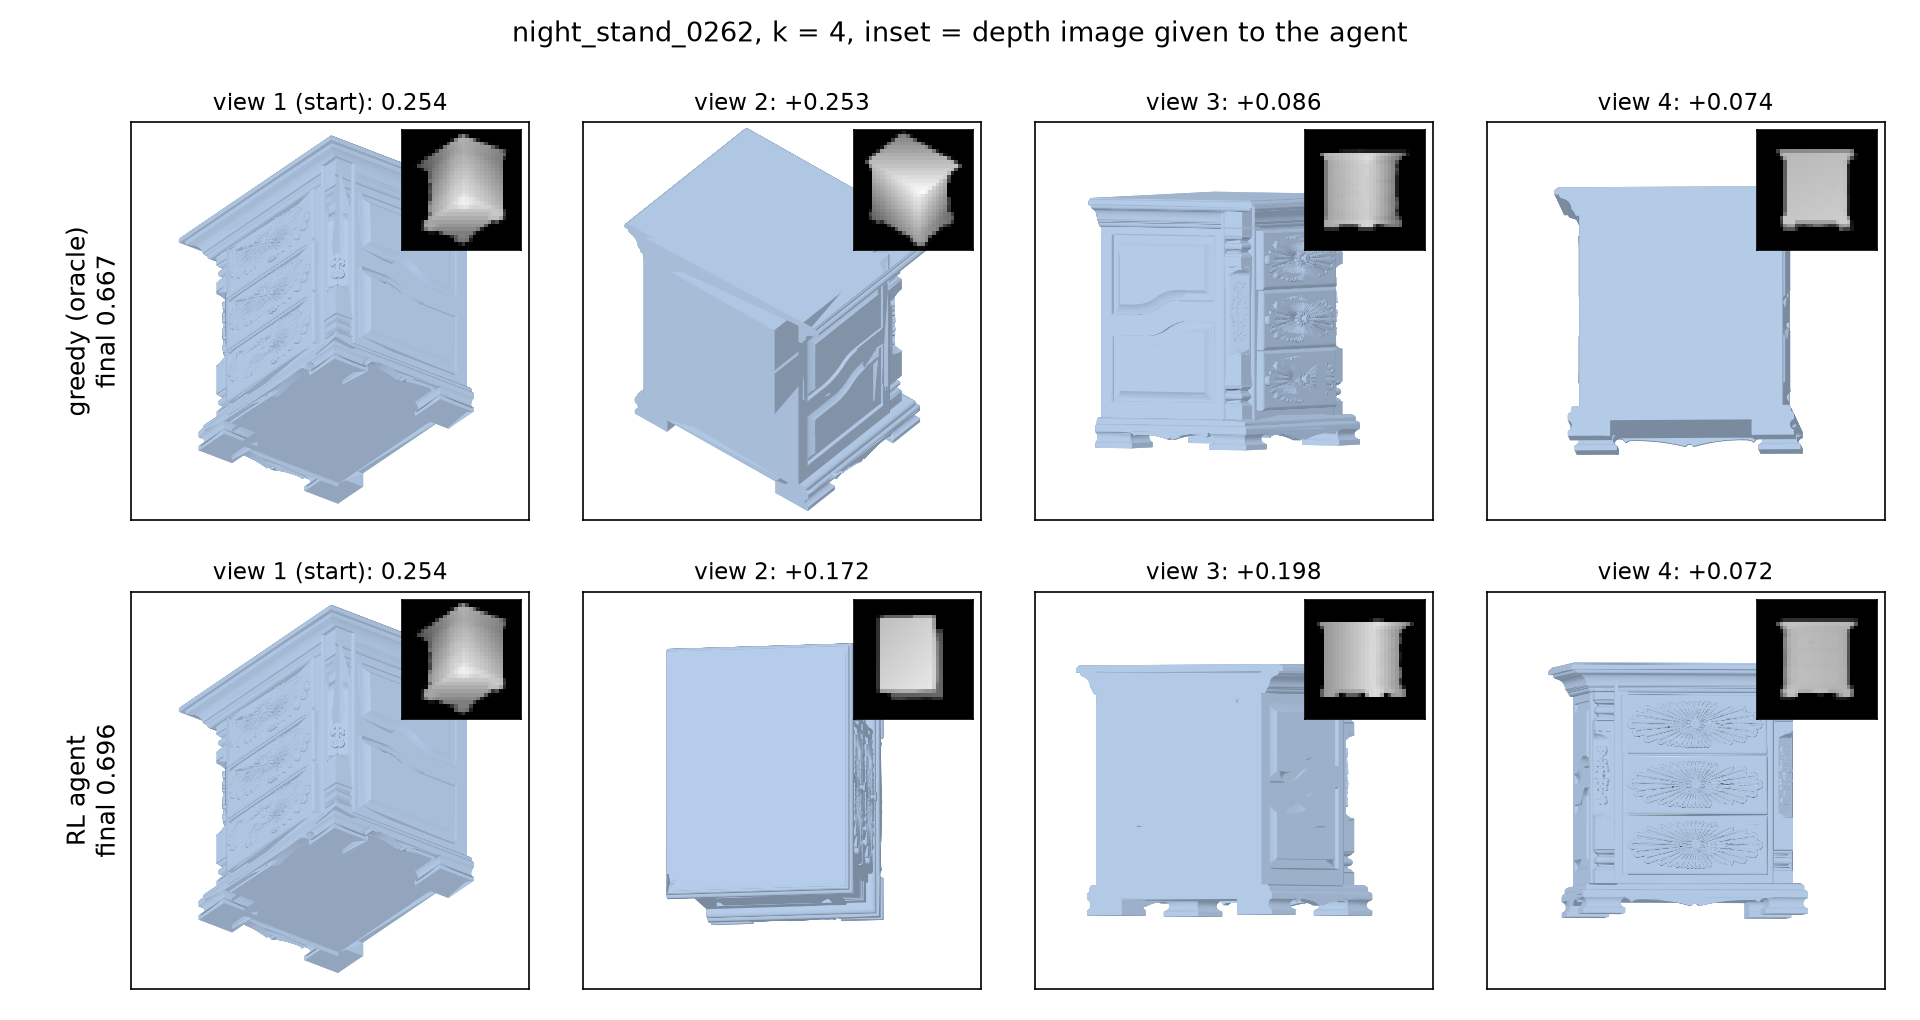 night_stand_0262, k = 4, inset = depth image given to the agent
view 1 (start): 0.254
view 2: +0.253
view 3: +0.086
view 4: +0.074
greedy (oracle)
final 0.667
view 1 (start): 0.254
view 2: +0.172
view 3: +0.198
view 4: +0.072
RL agent
final 0.696